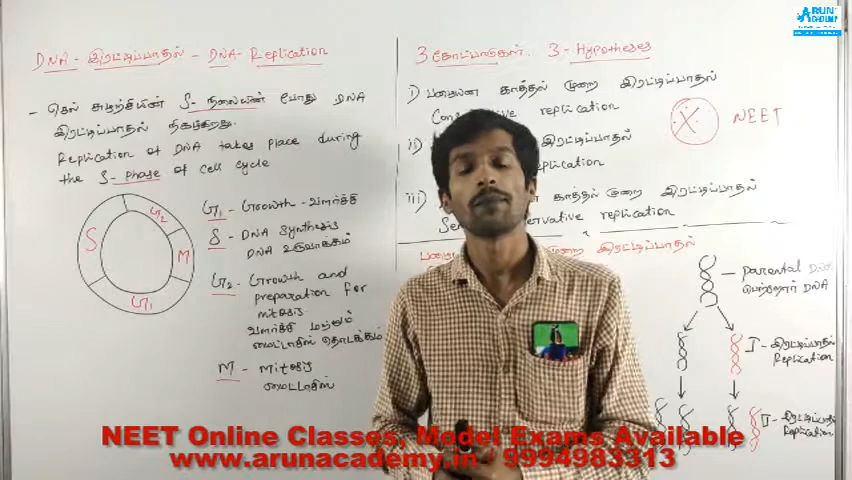 ARUN
ACADEMY
DNA - இரட்டிப்பாதல் - DNA- Replication
- செல் சுழற்சியின் S- நிலையின் போது DNA
இரட்டிப்பாதல் நிகழ்கிறது.
Replication of DNA takes place during
the S- phase of cell cycle
S
G2
M
G1
G1 - Growth - வளர்ச்சி
S - DNA Synthesis
DNA உருவாக்கம்
G2 - Growth and
preparation for
mitosis
வளர்ச்சி மற்றும்
மைட்டாசிஸ் தொடக்கம்
M - Mitosis
மைட்டாசிஸ்
3 கோட்பாடுகள். 3- Hypotheses
i) பழமையான காத்தல் முறை இரட்டிப்பாதல்
replication
NEET
ii) இரட்டிப்பாதல்
replication
iii) காத்தல் முறை இரட்டிப்பாதல்
replication
முறை இரட்டிப்பாதல்
parental DNA
பெற்றோர் DNA
I - இரட்டிப்பாதல்
Replication
II - இரட்டிப்பாதல்
Replication
NEET Online Classes, Model Exams Available
www.arunacademy.in / 9994983313